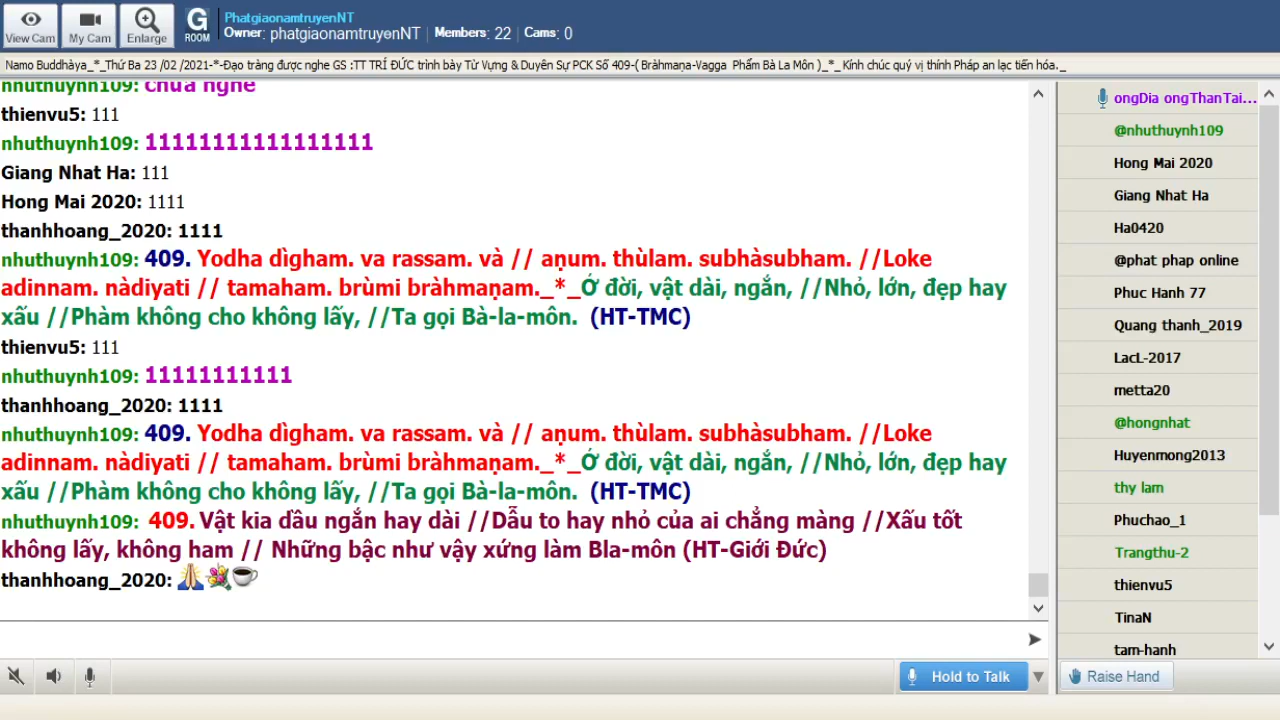 View Cam
My Cam
Enlarge
G
ROOM
PhatgiaonamtruyenNT
Owner: phatgiaonamtruyenNT | Members: 22 | Cams: 0
Namo Buddhàya_*_Thứ Ba 23 /02 /2021-*-Đạo tràng được nghe GS :TT TRÍ ĐỨC trình bày Từ Vựng & Duyên Sự PCK Số 409-( Bràhmaṇa-Vagga Phẩm Bà La Môn )_*_ Kính chúc quý vị thính Pháp an lạc tiến hóa._
nhuthuynh109: chưa nghe
thienvu5: 111
nhuthuynh109: 11111111111111111
Giang Nhat Ha: 111
Hong Mai 2020: 1111
thanhhoang_2020: 1111
nhuthuynh109: 409. Yodha dìgham. va rassam. và // aṇum. thùlam. subhàsubham. //Loke
adinnam. nàdiyati // tamaham. brùmi bràhmaṇam._*_Ớ đời, vật dài, ngắn, //Nhỏ, lớn, đẹp hay
xấu //Phàm không cho không lấy, //Ta gọi Bà-la-môn. (HT-TMC)
thienvu5: 111
nhuthuynh109: 11111111111
thanhhoang_2020: 1111
nhuthuynh109: 409. Yodha dìgham. va rassam. và // aṇum. thùlam. subhàsubham. //Loke
adinnam. nàdiyati // tamaham. brùmi bràhmaṇam._*_Ớ đời, vật dài, ngắn, //Nhỏ, lớn, đẹp hay
xấu //Phàm không cho không lấy, //Ta gọi Bà-la-môn. (HT-TMC)
nhuthuynh109: 409. Vật kia dầu ngắn hay dài //Dẫu to hay nhỏ của ai chẳng màng //Xấu tốt
không lấy, không ham // Những bậc như vậy xứng làm Bla-môn (HT-Giới Đức)
thanhhoang_2020:
ongDia ongThanTai...
@nhuthuynh109
Hong Mai 2020
Giang Nhat Ha
Ha0420
@phat phap online
Phuc Hanh 77
Quang thanh_2019
LacL-2017
metta20
@hongnhat
Huyenmong2013
thy lam
Phuchao_1
Trangthu-2
thienvu5
TinaN
tam-hanh
Hold to Talk
Raise Hand